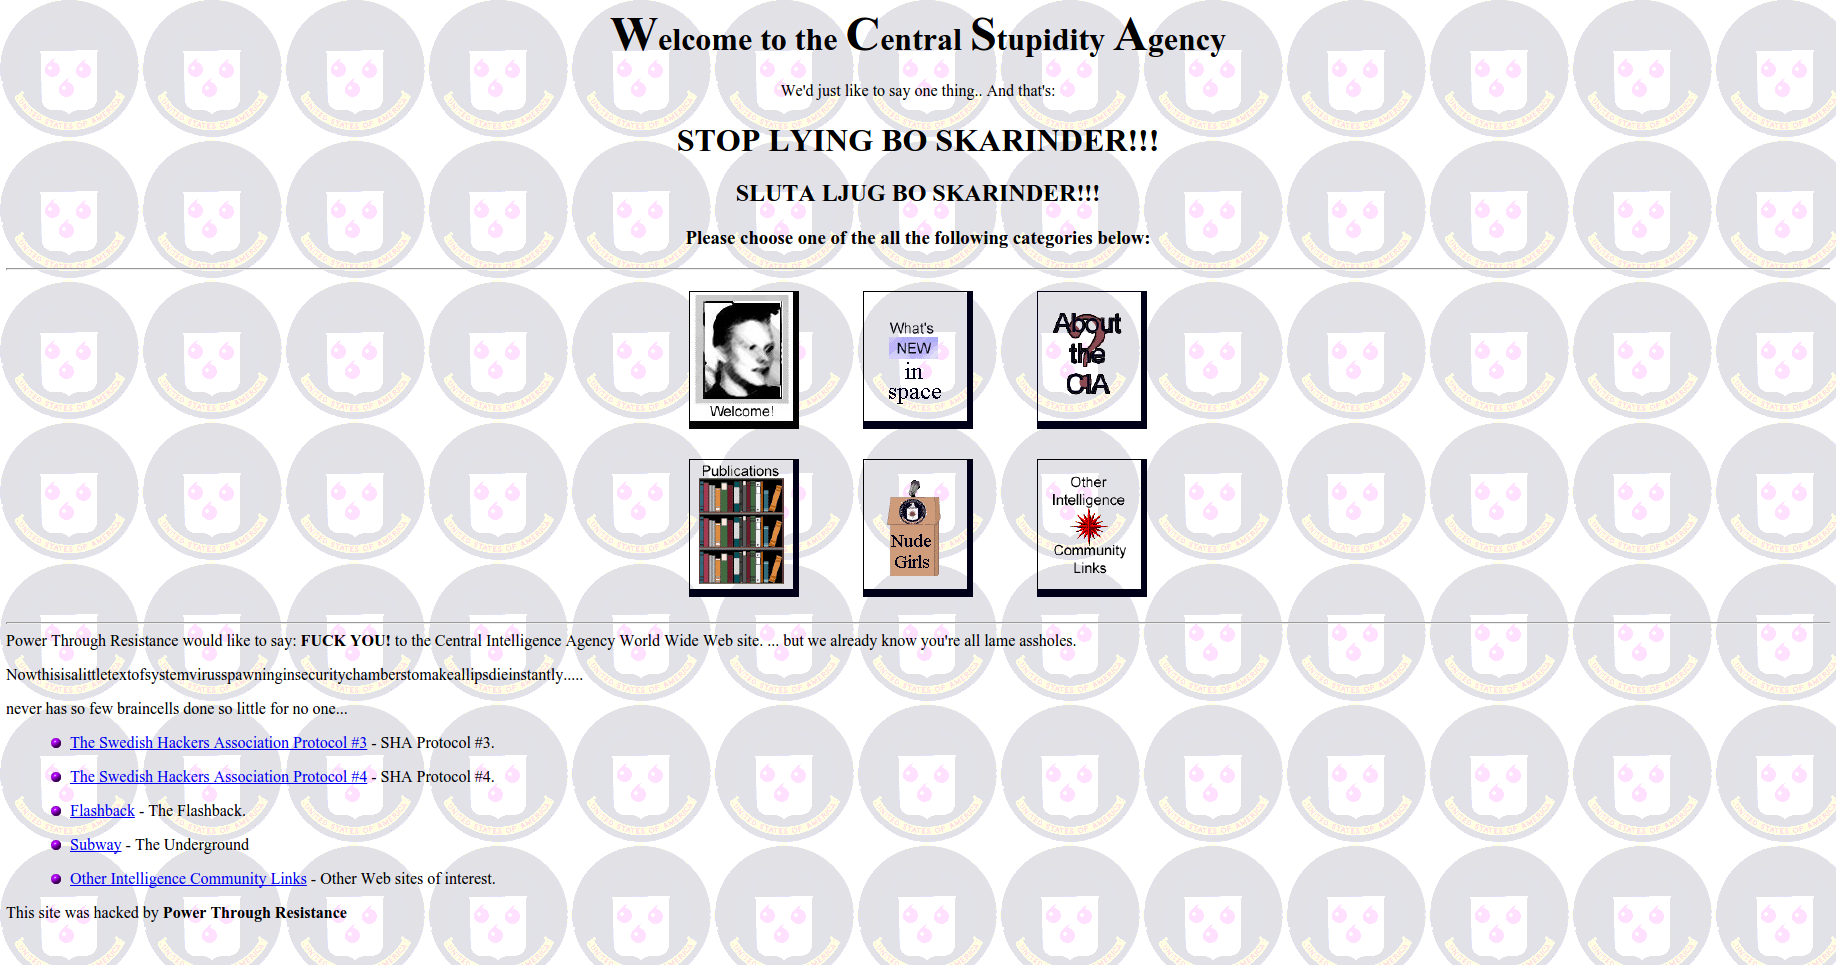 Welcome to the Central Stupidity Agency
We'd just like to say one thing.. And that's:
STOP LYING BO SKARINDER!!!
SLUTA LJUG BO SKARINDER!!!
Please choose one of the all the following categories below:
Welcome!
What's
NEW
in
space
About
the
CIA
?
Publications
Nude
Girls
Other
Intelligence
Community
Links
Power Through Resistance would like to say: FUCK YOU! to the Central Intelligence Agency World Wide Web site. ... but we already know you're all lame assholes.
Nowthisisalittletextofsystemvirusspawninginsecuritychamberstomakeallipsdieinstantly.....
never has so few braincells done so little for no one...
The Swedish Hackers Association Protocol #3 - SHA Protocol #3.
The Swedish Hackers Association Protocol #4 - SHA Protocol #4.
Flashback - The Flashback.
Subway - The Underground
Other Intelligence Community Links - Other Web sites of interest.
This site was hacked by Power Through Resistance
UNITED STATES OF AMERICA